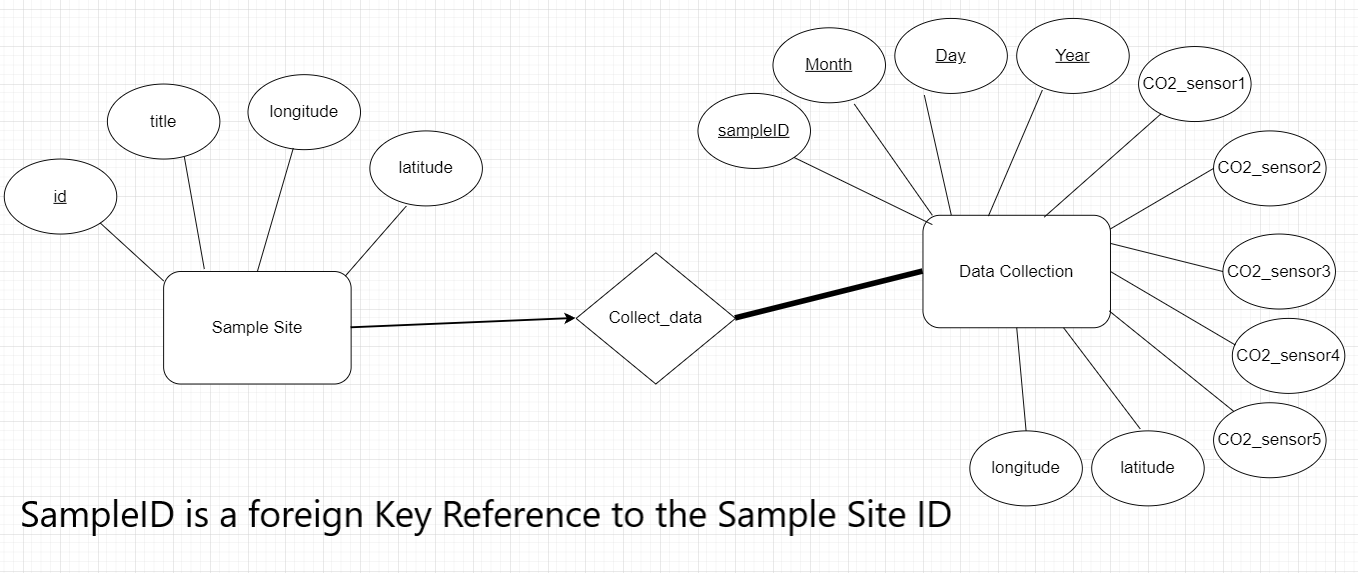 Month
Day
Year
CO2_sensor1
sampleID
title
longitude
latitude
id
CO2_sensor2
CO2_sensor3
Data Collection
Sample Site
Collect_data
CO2_sensor4
CO2_sensor5
longitude
latitude
SampleID is a foreign Key Reference to the Sample Site ID